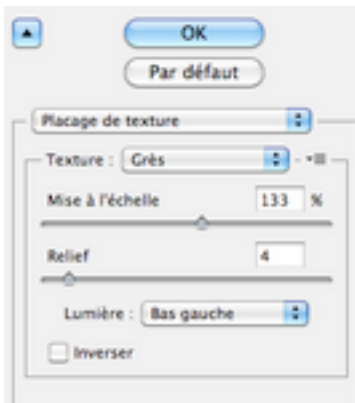 OK
Par défaut
Placage de texture
Texture : Grès
Mise à l'échelle 133 %
Relief 4
Lumière : Bas gauche
Inverser